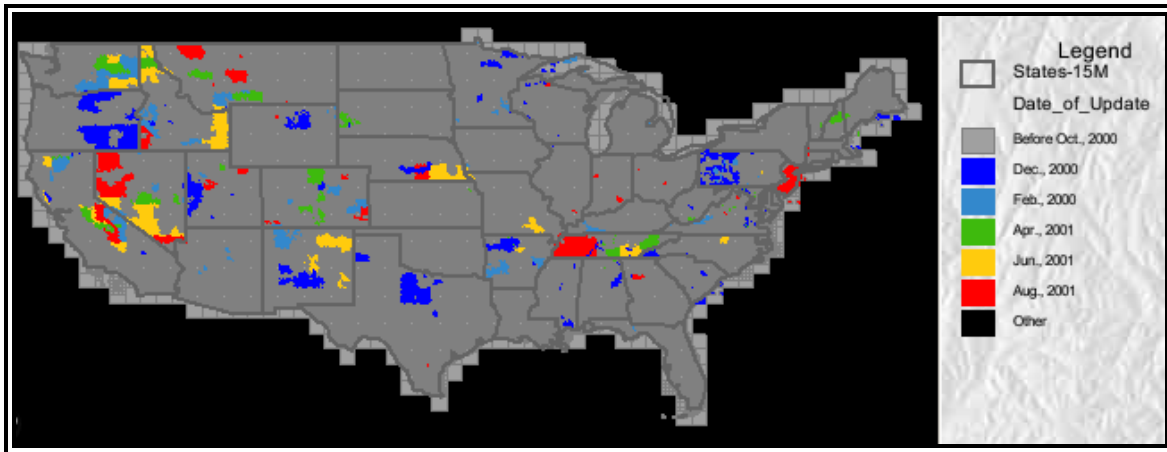 Legend
States-15M
Date_of_Update
Before Oct., 2000
Dec., 2000
Feb., 2000
Apr., 2001
Jun., 2001
Aug., 2001
Other